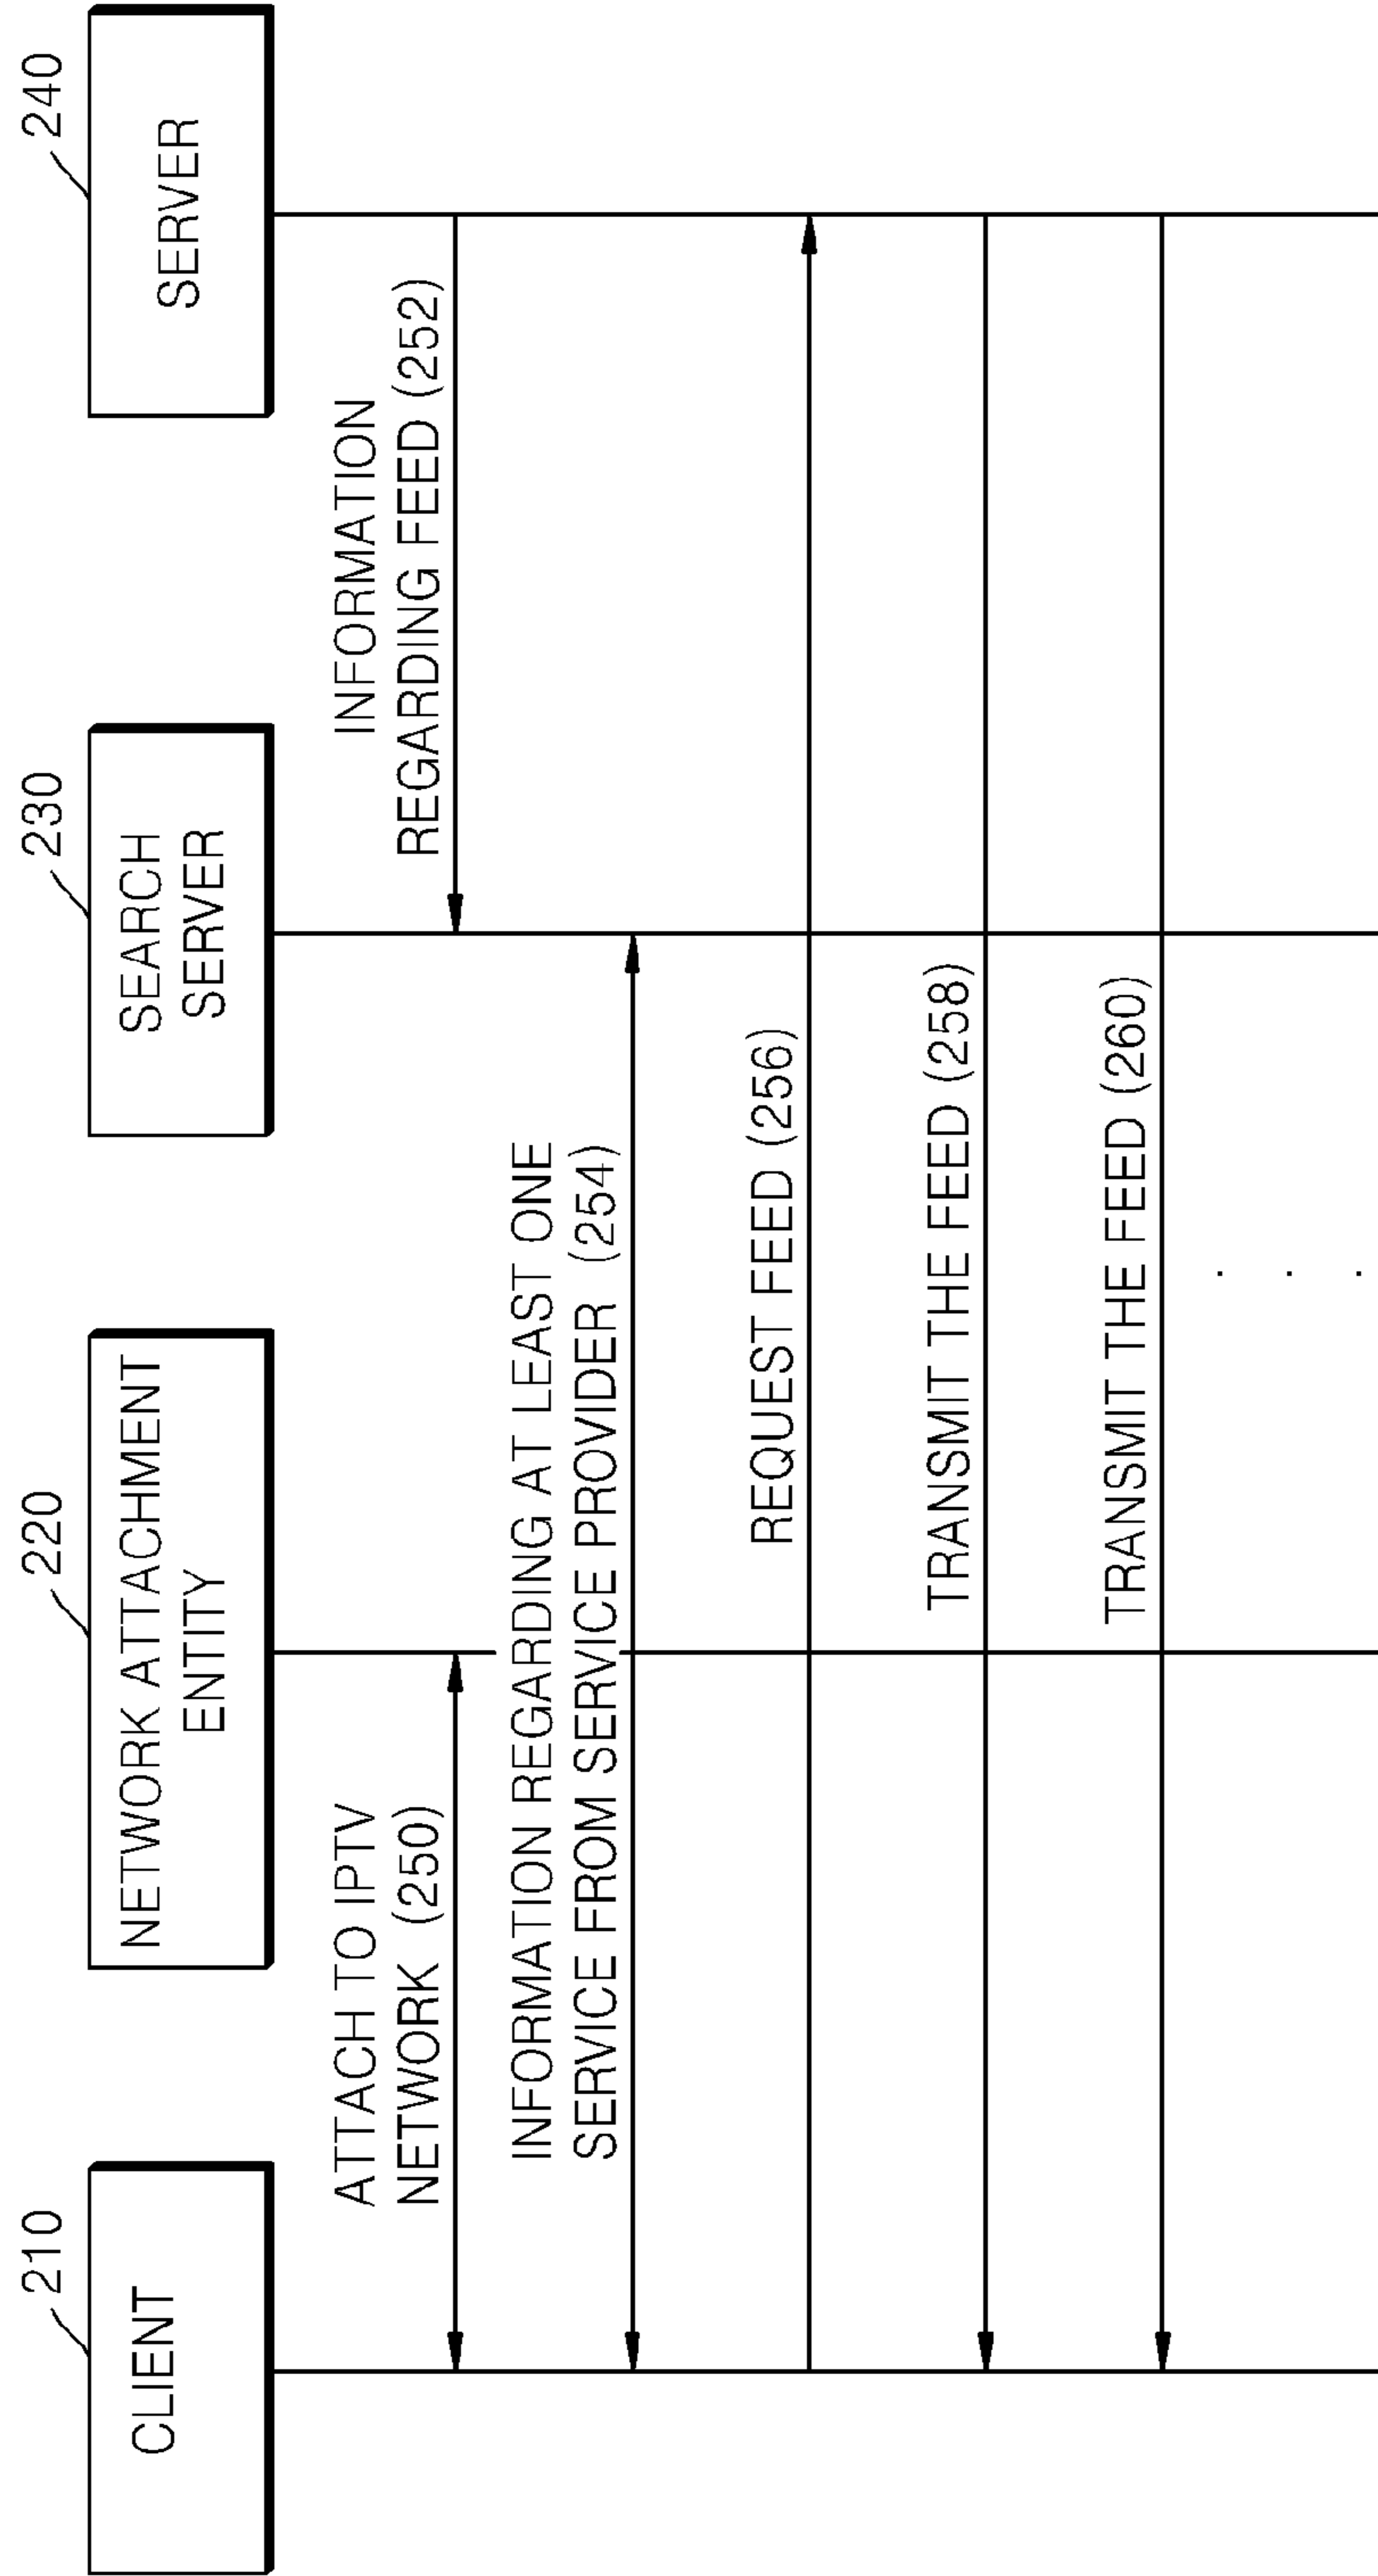 210
220
230
240
CLIENT
NETWORK ATTACHMENT
ENTITY
SEARCH
SERVER
SERVER
ATTACH TO IPTV
NETWORK (250)
INFORMATION
REGARDING FEED (252)
INFORMATION REGARDING AT LEAST ONE
SERVICE FROM SERVICE PROVIDER (254)
REQUEST FEED (256)
TRANSMIT THE FEED (258)
TRANSMIT THE FEED (260)
. . .